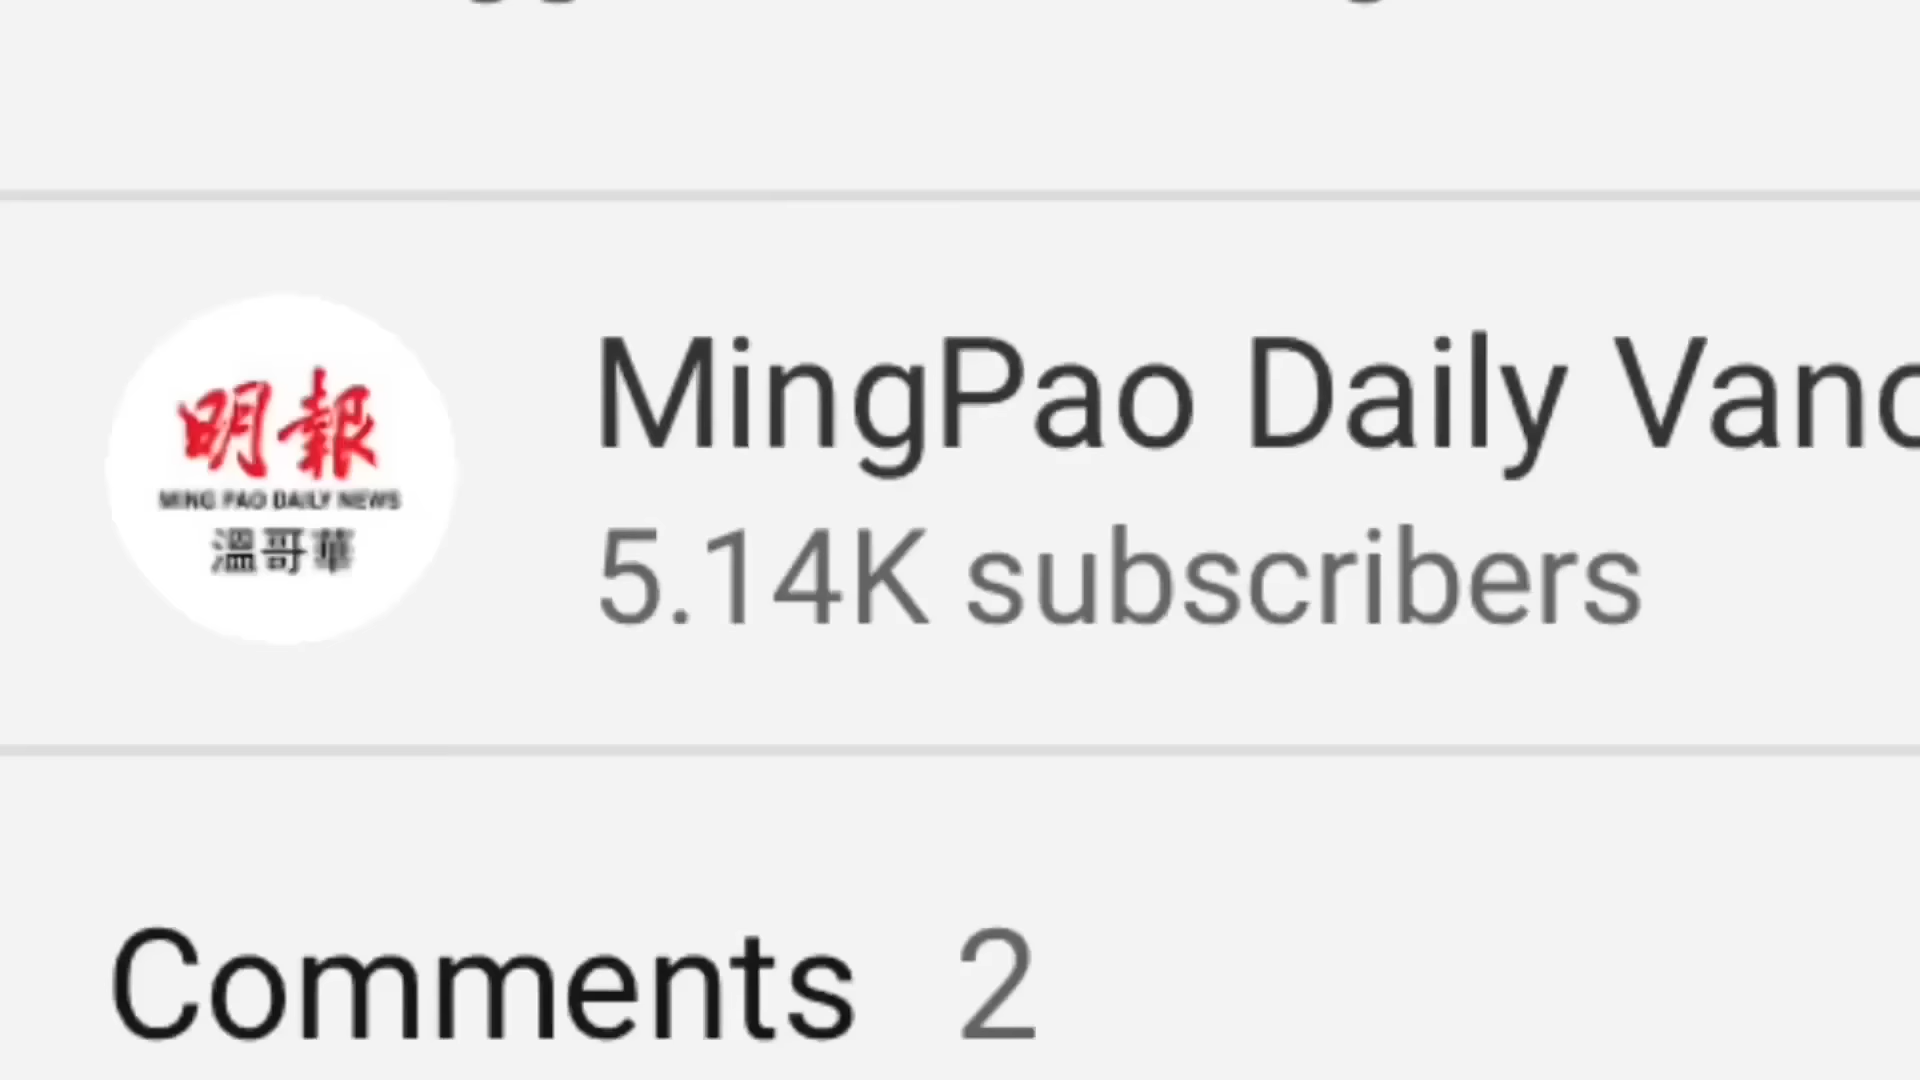 明報
MING PAO DAILY NEWS
溫哥華
MingPao Daily Vanc
5.14K subscribers
Comments 2